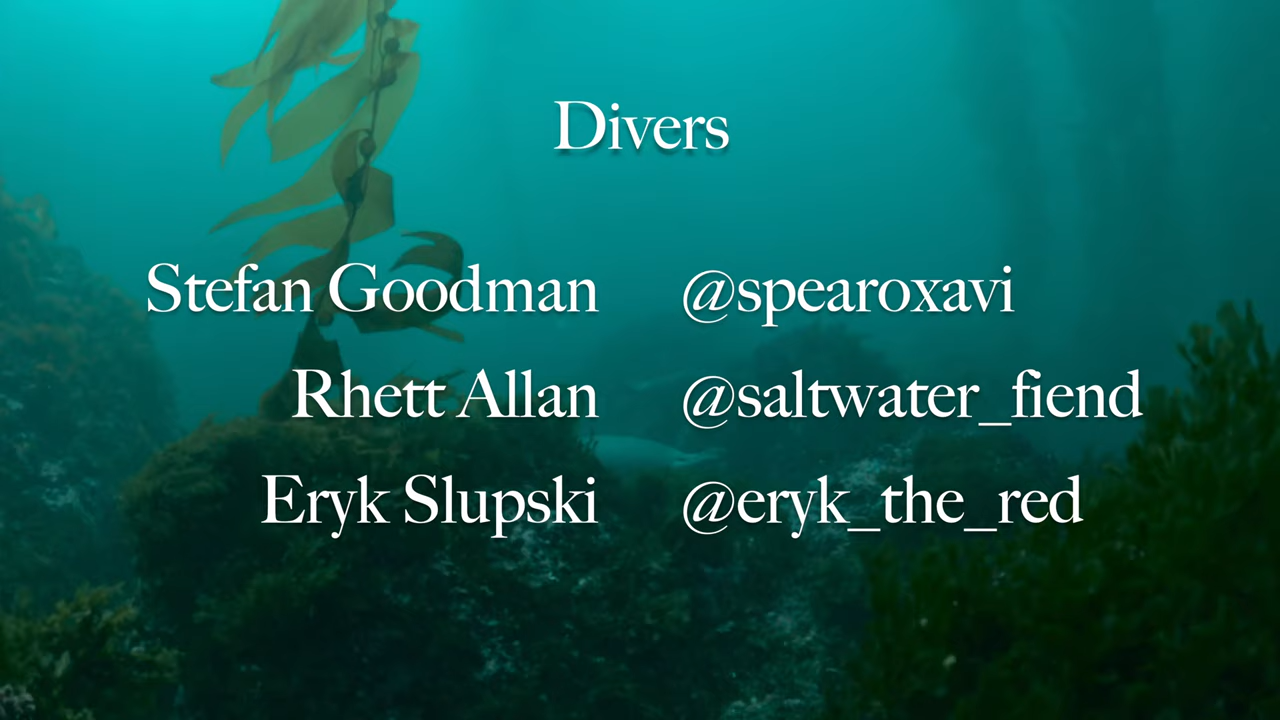 Divers
Stefan Goodman @spearoxavi
Rhett Allan @saltwater_fiend
Eryk Slupski @eryk_the_red